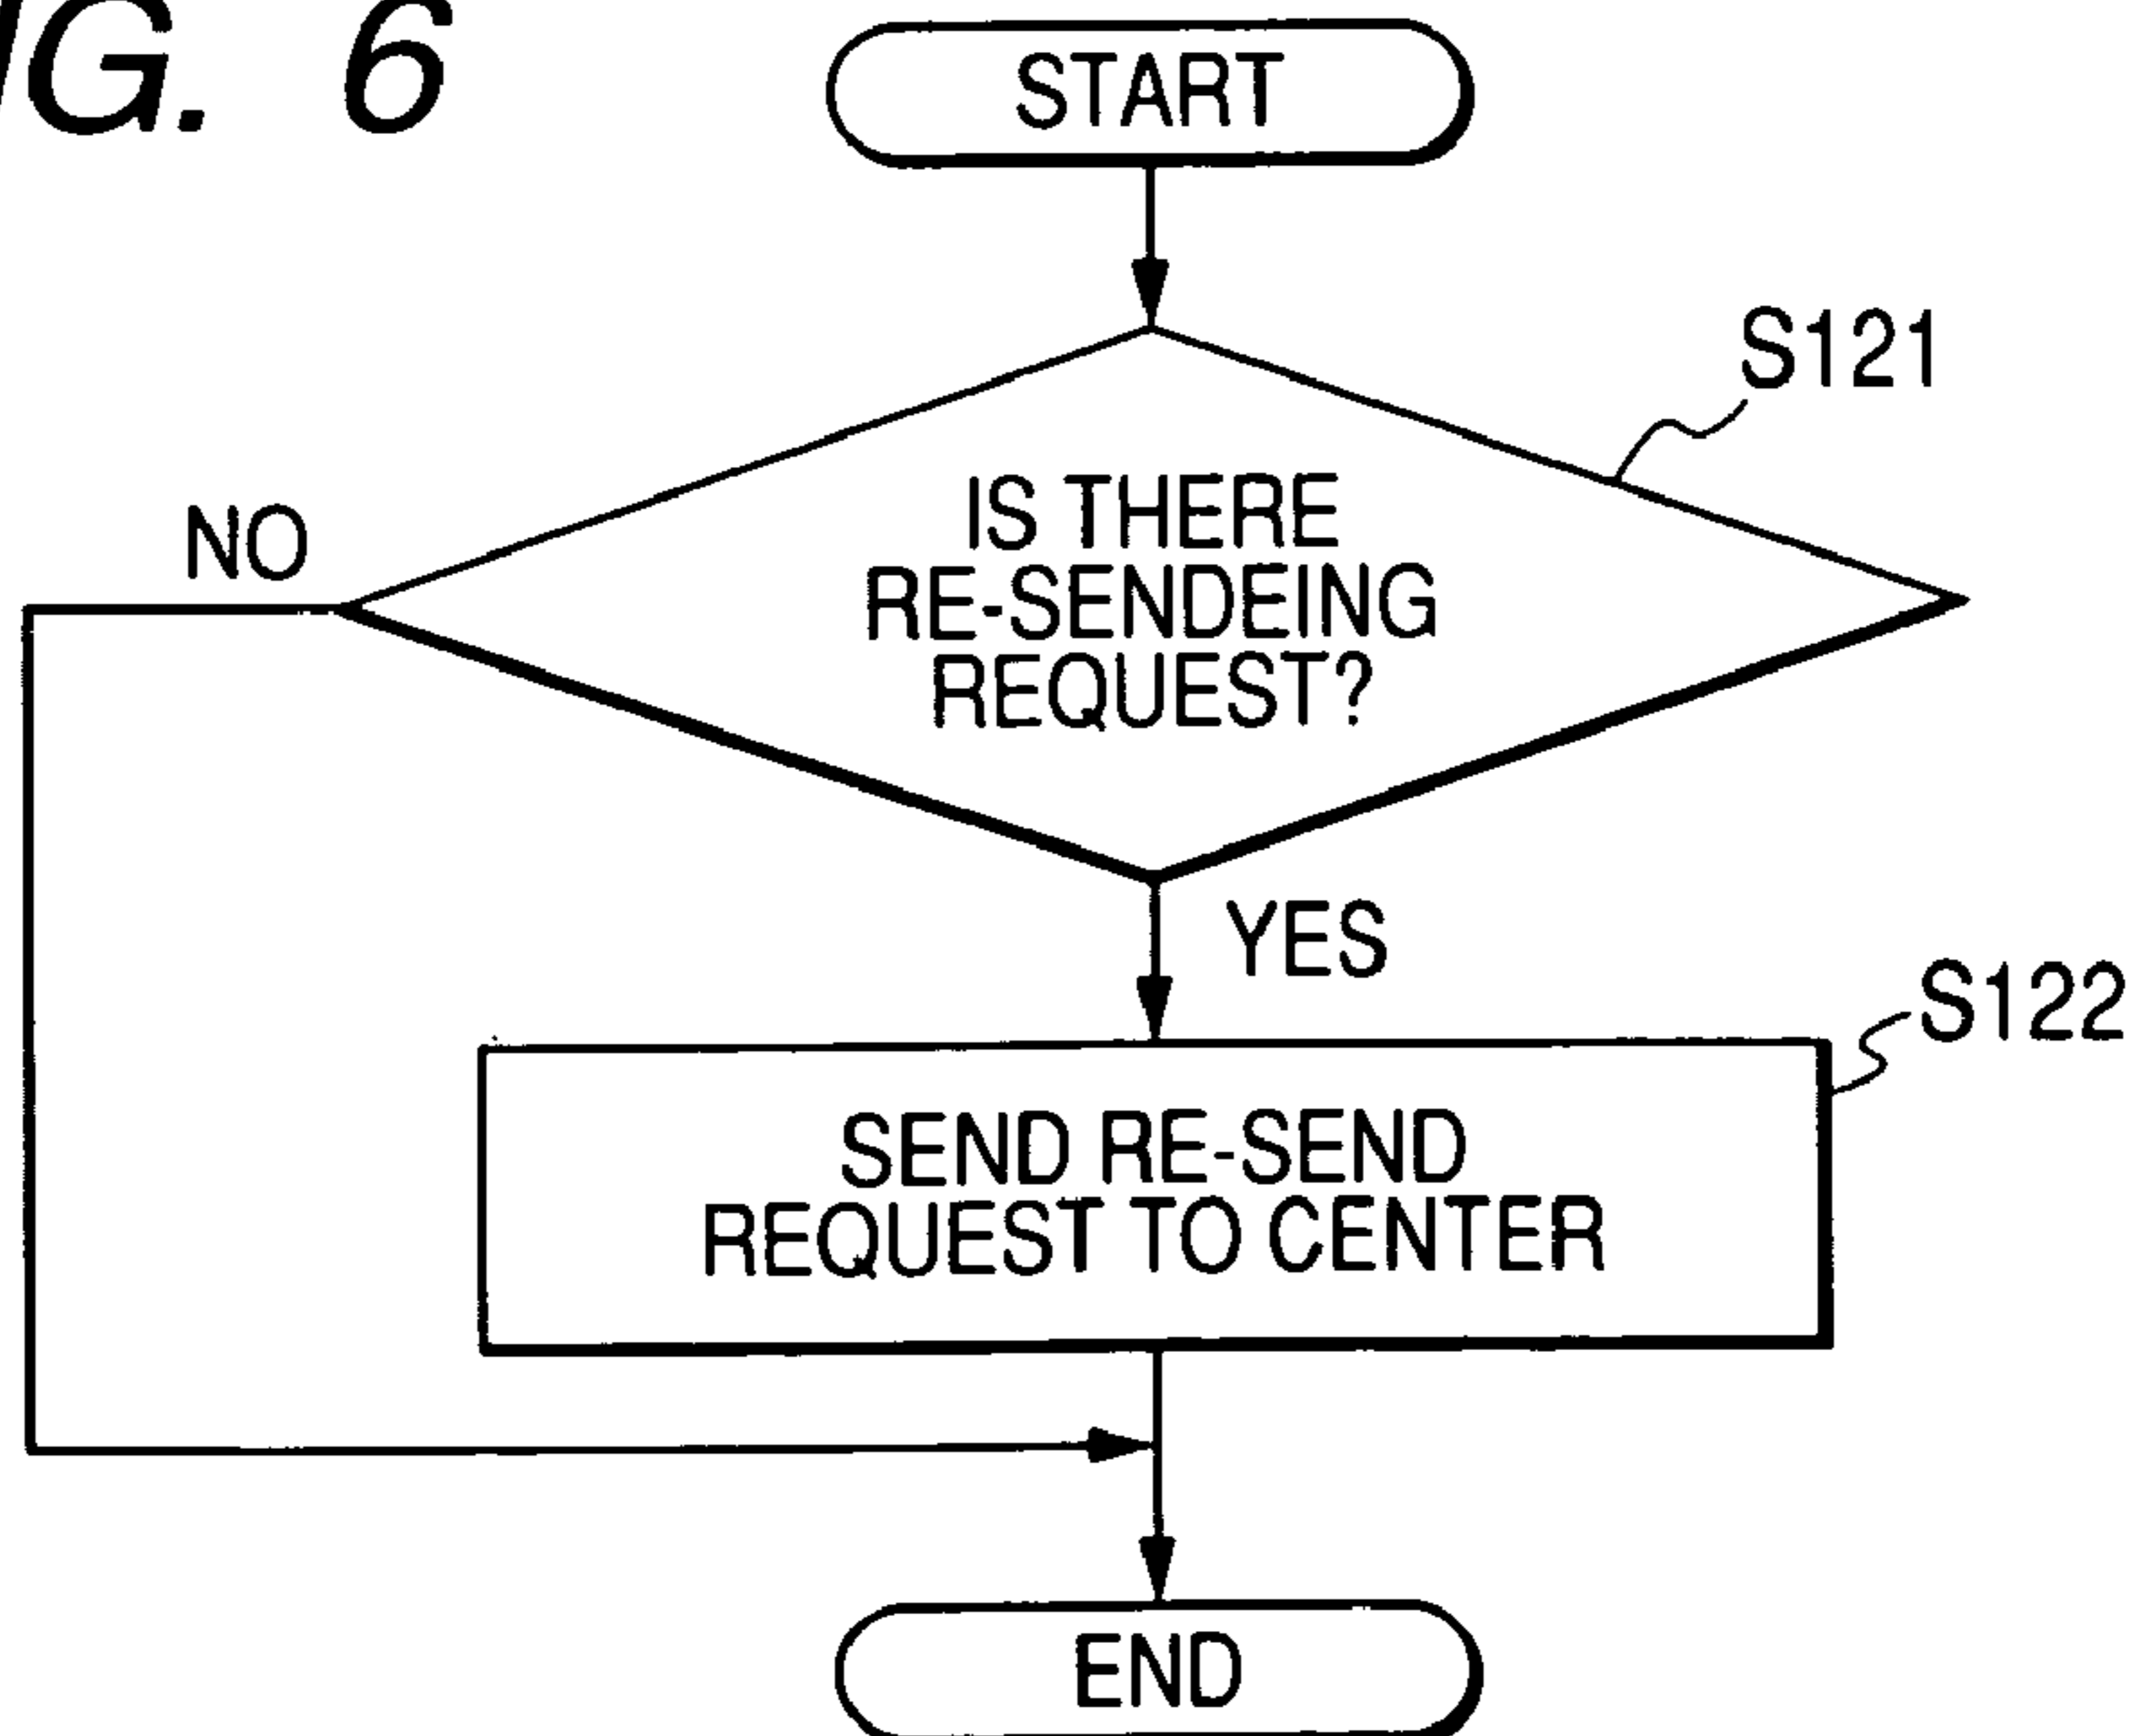 IG. 6
START
S121
IS THERE
RE-SENDEING
REQUEST?
NO
YES
S122
SEND RE-SEND
REQUEST TO CENTER
END